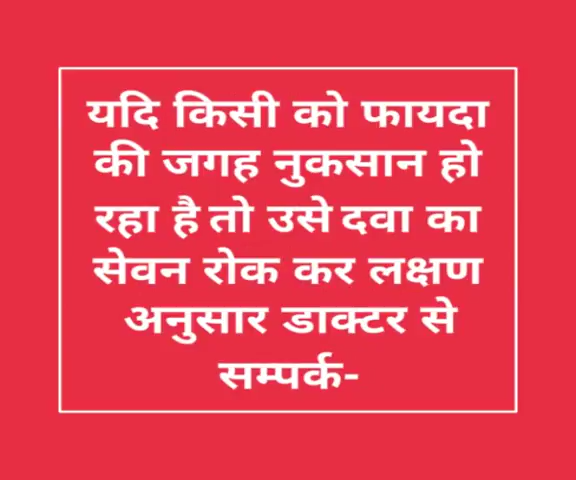 यदि किसी को फायदा
की जगह नुकसान हो
रहा है तो उसे दवा का
सेवन रोक कर लक्षण
अनुसार डाक्टर से
सम्पर्क-